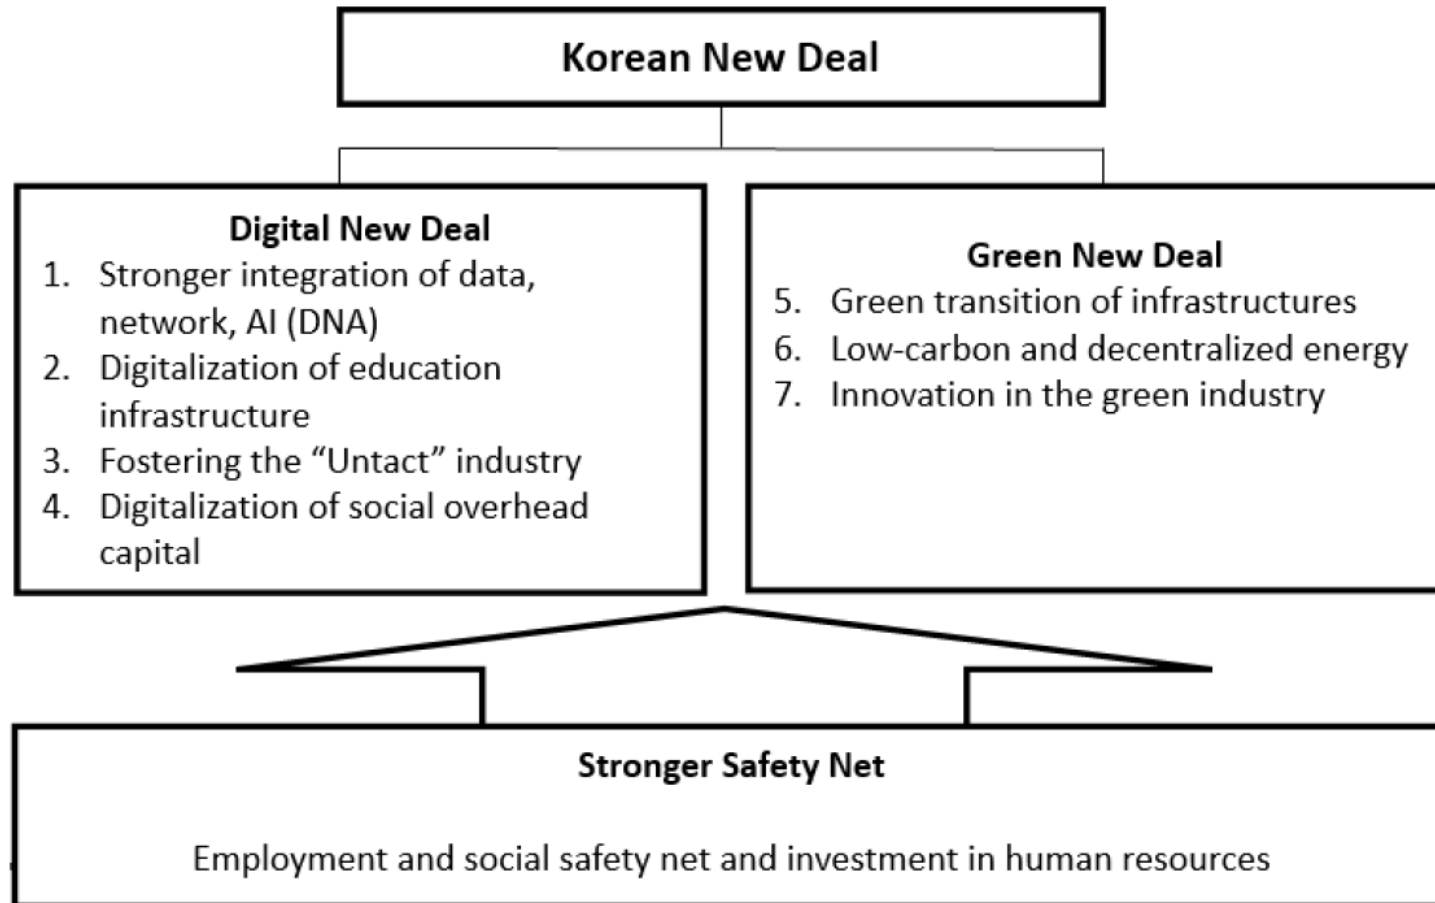 Korean New Deal
Digital New Deal
1. Stronger integration of data,
network, AI (DNA)
2. Digitalization of education
infrastructure
3. Fostering the “Untact” industry
4. Digitalization of social overhead
capital
Green New Deal
5. Green transition of infrastructures
6. Low-carbon and decentralized energy
7. Innovation in the green industry
Stronger Safety Net
Employment and social safety net and investment in human resources